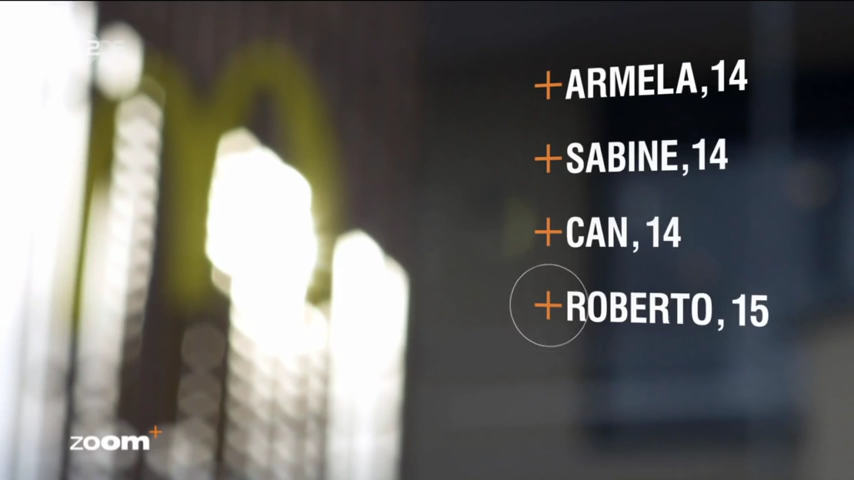 +ARMELA, 14
+SABINE, 14
+CAN, 14
+ROBERTO, 15
zoom+